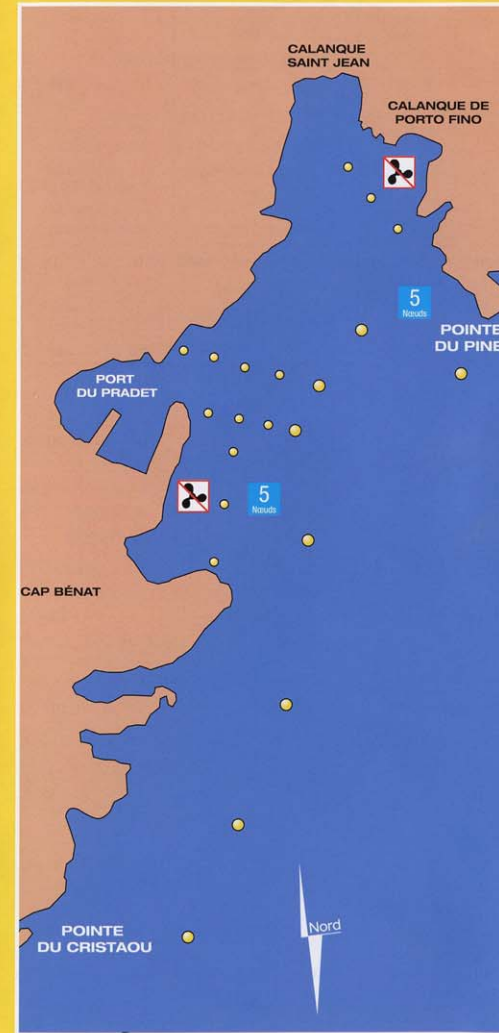 CALANQUE
SAINT JEAN
CALANQUE DE
PORTO FINO
5
Nœuds
POINTE
DU PINE
PORT
DU PRADET
5
Nœuds
CAP BÉNAT
Nord
POINTE
DU CRISTAOU